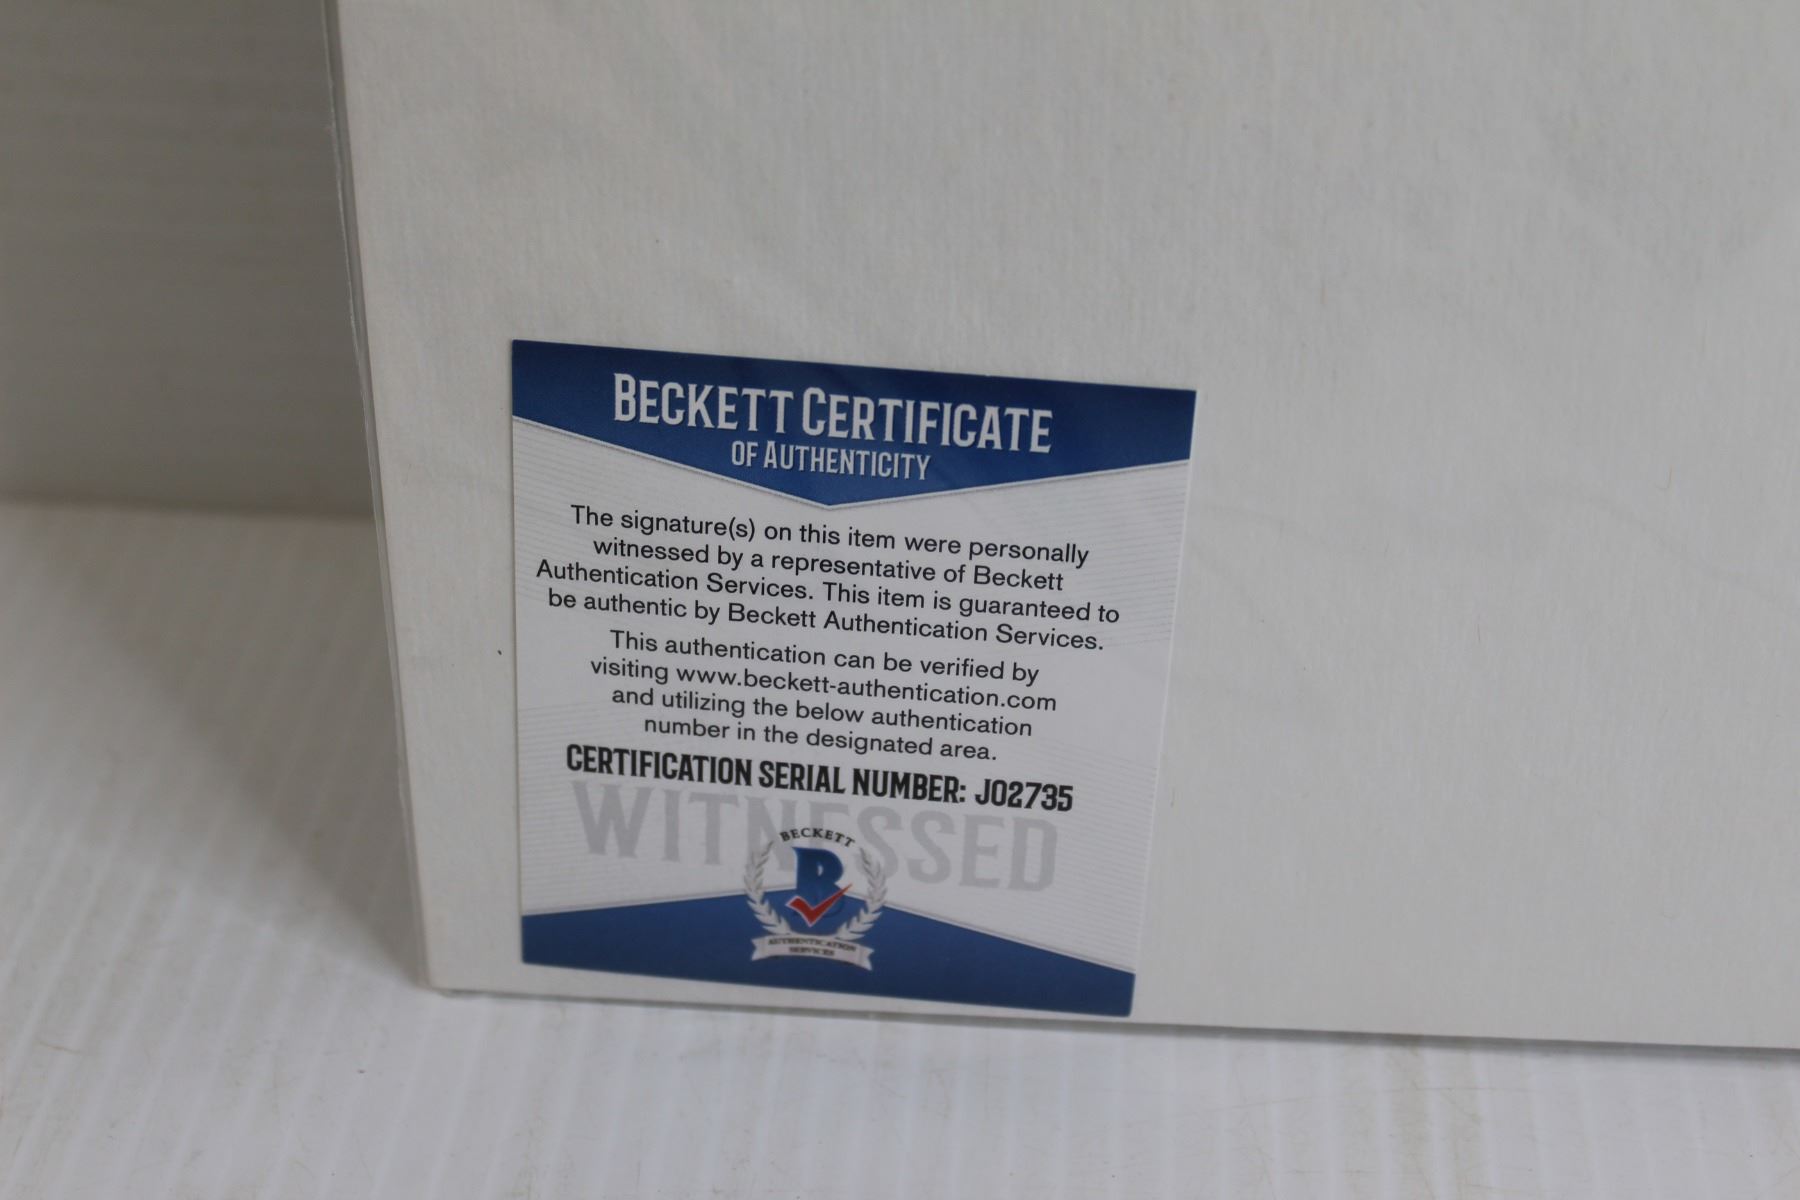 BECKETT CERTIFICATE
OF AUTHENTICITY
The signature(s) on this item were personally
witnessed by a representative of Beckett
Authentication Services. This item is guaranteed to
be authentic by Beckett Authentication Services.
This authentication can be verified by
visiting www.beckett-authentication.com
and utilizing the below authentication
number in the designated area.
CERTIFICATION SERIAL NUMBER: J02735
WITNESSED
BECKETT
B
AUTHENTICATION
SERVICES